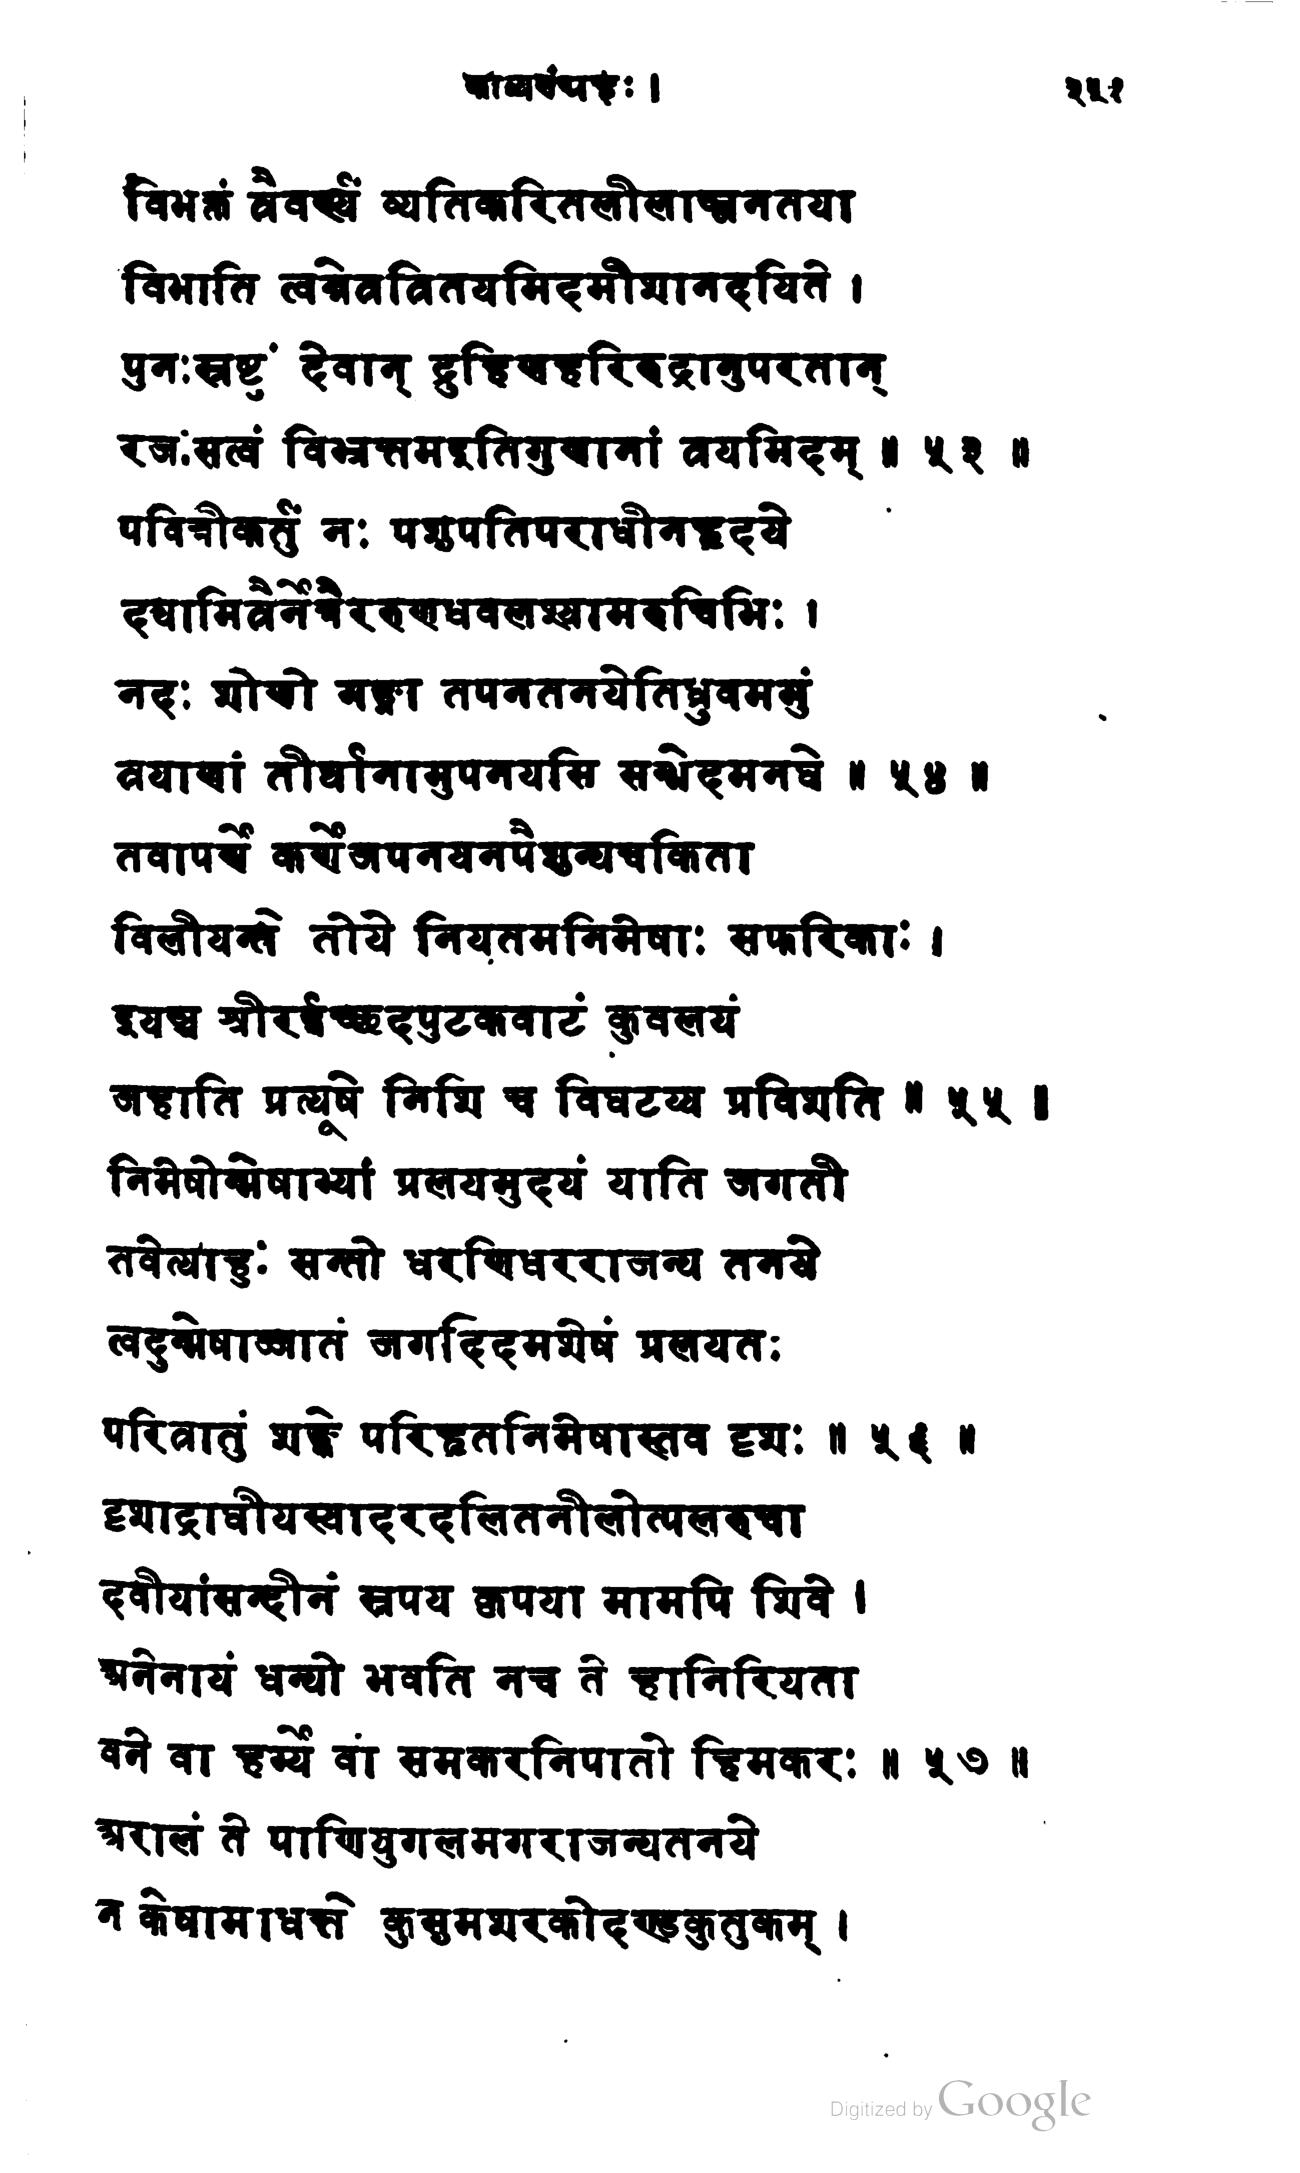 काव्यसंग्रहः । ३५१
विभक्तं त्रैवर्ण्यं व्यतिकरितलीलाञ्जनतया
विभाति त्वन्नेत्रत्रितयमिदमीशानदयिते ।
पुनःस्रष्टुं देवान् द्रुहिणहरिरुद्रानुपरतान्
रजःसत्वं विभ्रत्तमइतिगुणानां त्रयमिदम् ॥ ५३ ॥
पवित्रीकर्तुं नः पशुपतिपराधीनहृदये
दयामित्रैर्नेत्रैररुणधवलश्यामरुचिभिः ।
नदः शोणो गङ्गा तपनतनयेतिध्रुवममुं
त्रयाणां तीर्थानामुपनयसि सम्भेदमनघे ॥ ५४ ॥
तवापर्णे कर्णेजपनयनपैशुन्यचकिता
विलीयन्ते तोये नियतमनिमेषाः सफरिकाः ।
इयञ्च श्रीरर्द्धच्छदपुटकवाटं कुवलयं
जहाति प्रत्यूषे निशि च विघटय्य प्रविशति ॥ ५५ ॥
निमेषोन्मेषाभ्यां प्रलयमुदयं याति जगती
तवेत्याहुः सन्तो धरणिधरराजन्य तनये
त्वदुन्मेषाज्जातं जगदिदमशेषं प्रलयतः
परित्रातुं शङ्के परिहृतनिमेषास्तव दृशः ॥ ५६ ॥
दृशाद्राघीयस्यादरदलितनीलोत्पलरुचा
दवीयांसन्दीनं स्नपय कृपया मामपि शिवे ।
अनेनायं धन्यो भवति नच ते हानिरियता
वने वा हर्म्ये वा समकरनिपातो हिमकरः ॥ ५७ ॥
अरालं ते पाणियुगलमगराजन्यतनये
न केषामाधत्ते कुसुमशरकोदण्डकुतुकम् ।
Digitized by Google